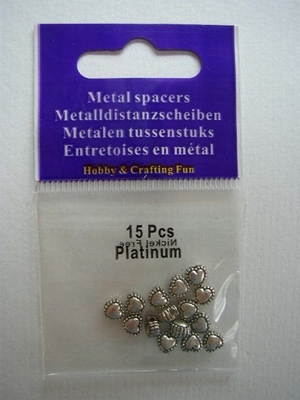 Metal spacers
Metalldistanzscheiben
Metalen tussenstuks
Entretoises en métal
Hobby & Crafting Fun
15 Pcs
Nickel Free
Platinum